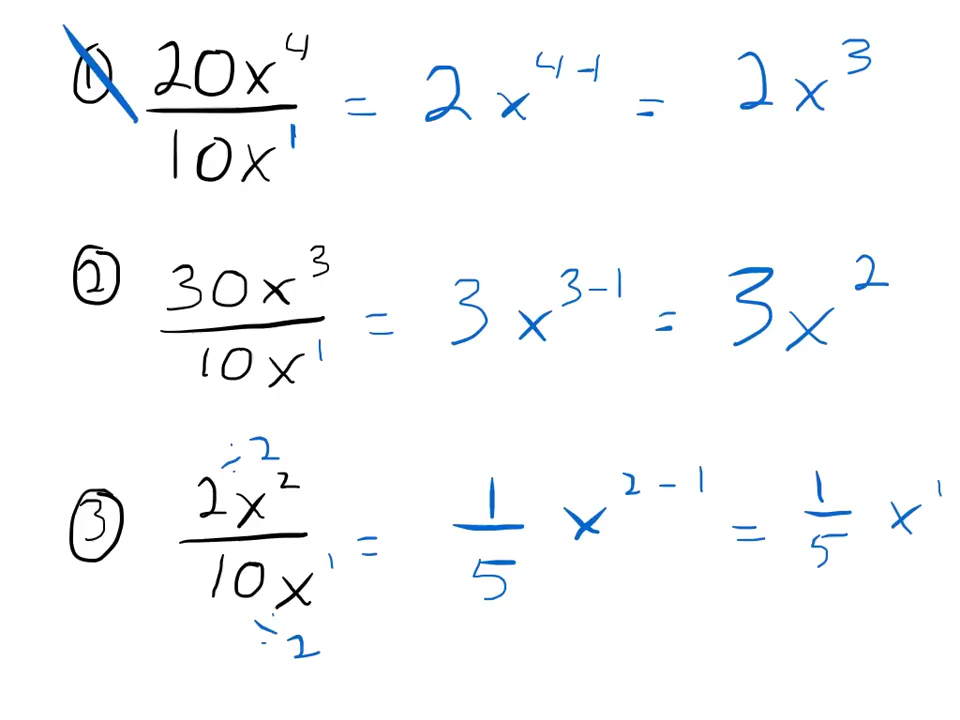 ① 20x⁴/10x¹ = 2x⁴⁻¹ = 2x³
② 30x³/10x¹ = 3x³⁻¹ = 3x²
③ 2x²÷2/10x¹÷2 = 1/5 x²⁻¹ = 1/5 x¹